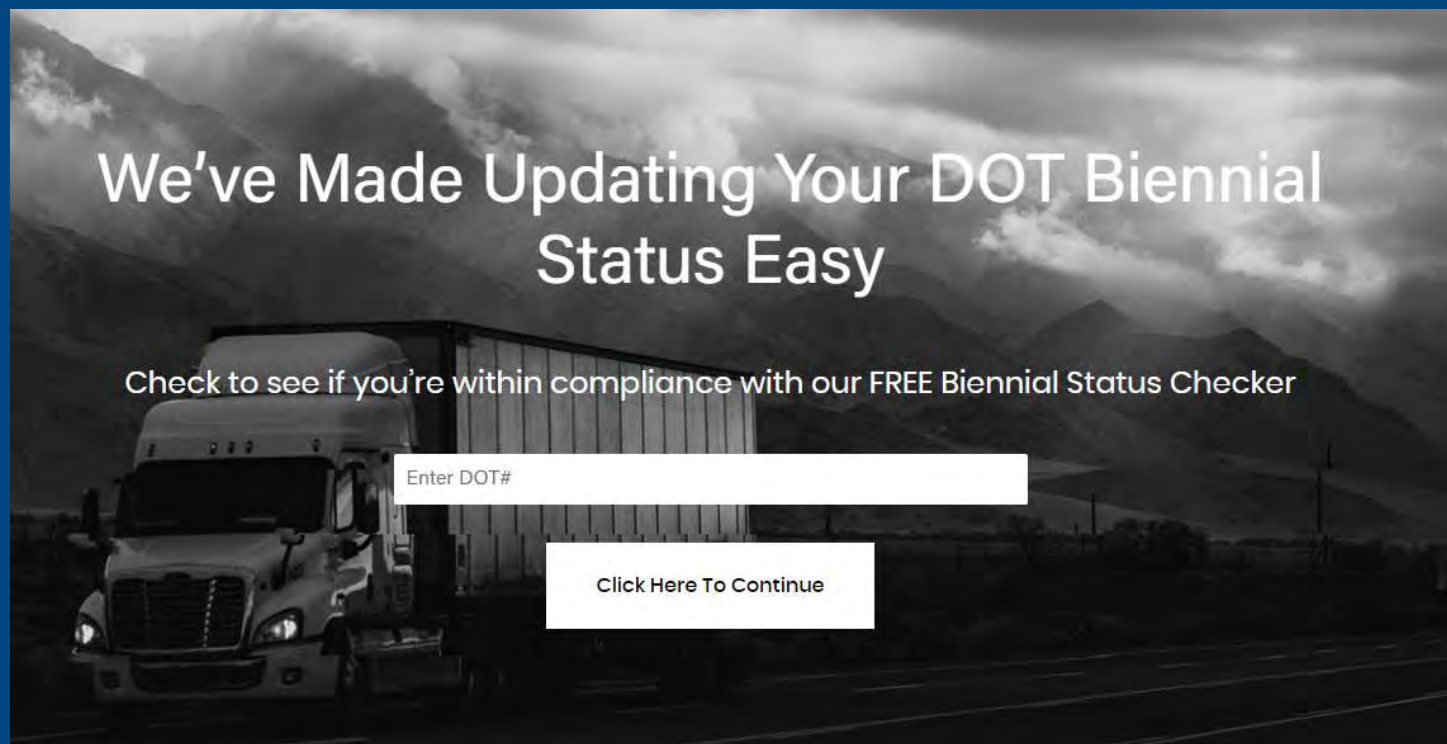 We’ve Made Updating Your DOT Biennial
Status Easy
Check to see if you’re within compliance with our FREE Biennial Status Checker
Enter DOT#
Click Here To Continue